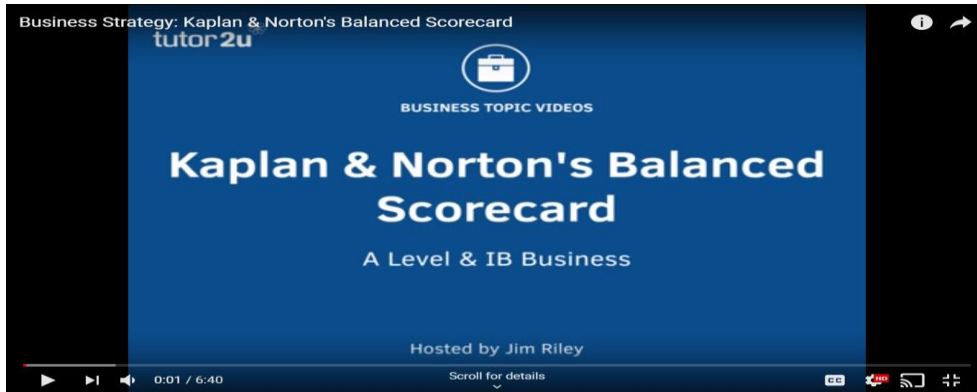 Business Strategy: Kaplan & Norton's Balanced Scorecard
tutor2u
BUSINESS TOPIC VIDEOS
Kaplan & Norton's Balanced
Scorecard
A Level & IB Business
Hosted by Jim Riley
0:01 / 6:40
Scroll for details
CC
HD